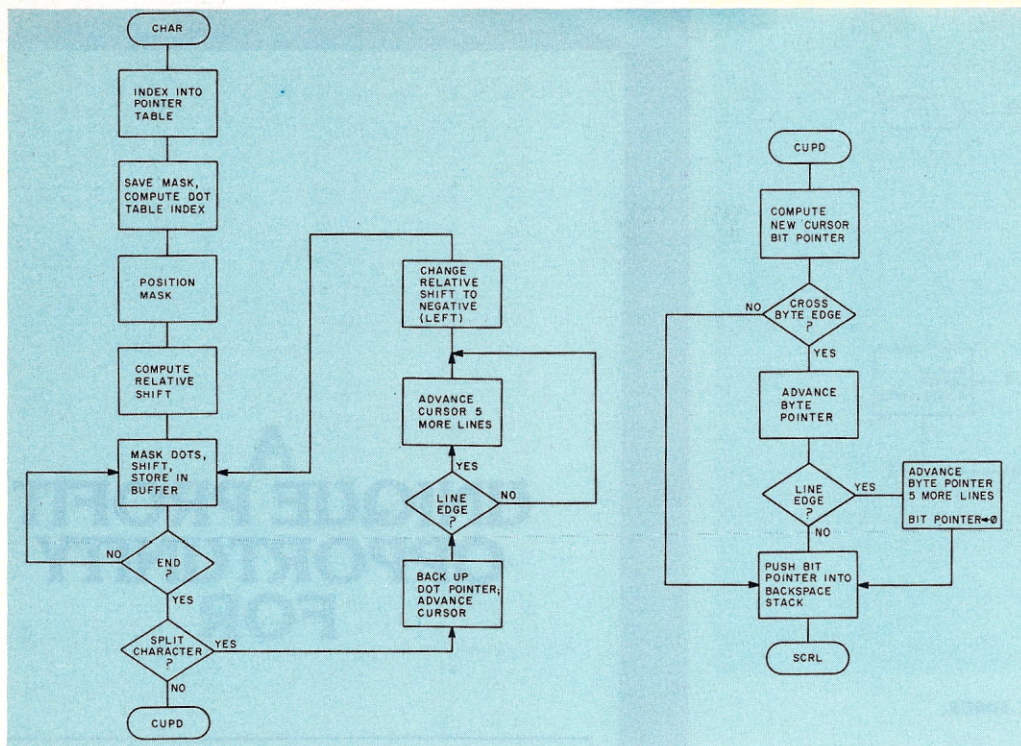 CHAR
INDEX INTO
POINTER
TABLE
SAVE MASK,
COMPUTE DOT
TABLE INDEX
POSITION
MASK
COMPUTE
RELATIVE
SHIFT
MASK DOTS,
SHIFT,
STORE IN
BUFFER
NO
END
?
YES
SPLIT
CHARACTER
?
YES
NO
CUPD
CHANGE
RELATIVE
SHIFT TO
NEGATIVE
(LEFT)
ADVANCE
CURSOR 5
MORE LINES
YES
LINE
EDGE
?
NO
BACK UP
DOT POINTER;
ADVANCE
CURSOR
CUPD
COMPUTE
NEW CURSOR
BIT POINTER
NO
CROSS
BYTE EDGE
?
YES
ADVANCE
BYTE
POINTER
LINE
EDGE
?
YES
NO
ADVANCE
BYTE POINTER
5 MORE LINES
BIT POINTER➡0
PUSH BIT
POINTER INTO
BACKSPACE
STACK
SCRL
A
UNIQUE PROFIT
OPPORTUNITY
FOR